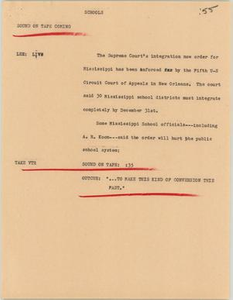 SCHOOLS
:55
SOUND ON TAPE COMING
LEE: LIVE
The Supreme Court's integration now order for
Mississippi has been enforced by the Fifth U-S
Circuit Court of Appeals in New Orleans. The court
said 30 Mississippi school districts must integrate
completely by December 31st.
Some Mississippi School officials---including
A. R. Koon---said the order will hurt the public
school system:
TAKE VTR
SOUND ON TAPE: :33
OUTCUE: "...TO MAKE THIS KIND OF CONVERSION THIS
FAST."